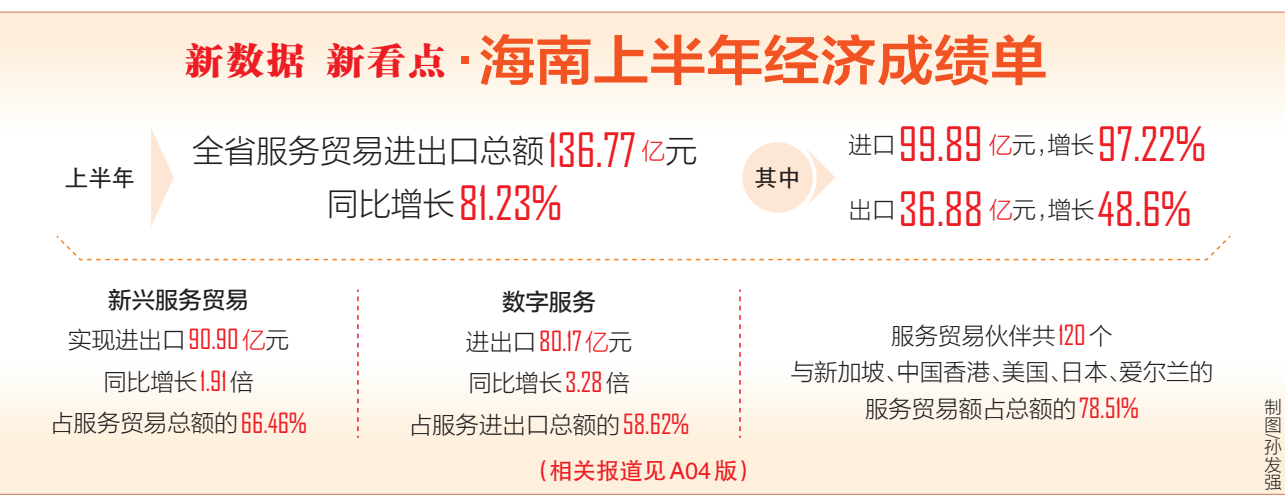 新数据 新看点·海南上半年经济成绩单
上半年
全省服务贸易进出口总额136.77亿元
同比增长81.23%
其中
进口99.89亿元,增长97.22%
出口36.88亿元,增长48.6%
新兴服务贸易
实现进出口90.90亿元
同比增长1.91倍
占服务贸易总额的66.46%
数字服务
进出口80.17亿元
同比增长3.28倍
占服务进出口总额的58.62%
服务贸易伙伴共120个
与新加坡、中国香港、美国、日本、爱尔兰的
服务贸易额占总额的78.51%
(相关报道见A04版)
制图/孙发强